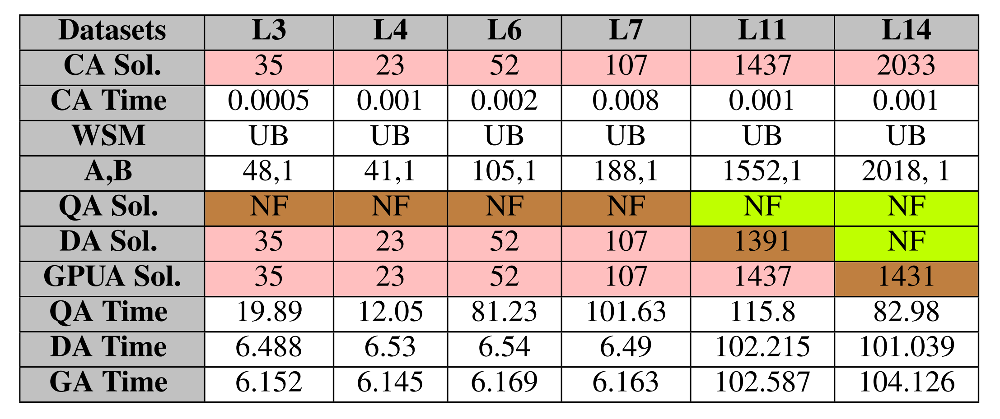 Datasets L3 L4 L6 L7 L11 L14
CA Sol. 35 23 52 107 1437 2033
CA Time 0.0005 0.001 0.002 0.008 0.001 0.001
WSM UB UB UB UB UB UB
A,B 48,1 41,1 105,1 188,1 1552,1 2018, 1
QA Sol. NF NF NF NF NF NF
DA Sol. 35 23 52 107 1391 NF
GPUA Sol. 35 23 52 107 1437 1431
QA Time 19.89 12.05 81.23 101.63 115.8 82.98
DA Time 6.488 6.53 6.54 6.49 102.215 101.039
GA Time 6.152 6.145 6.169 6.163 102.587 104.126